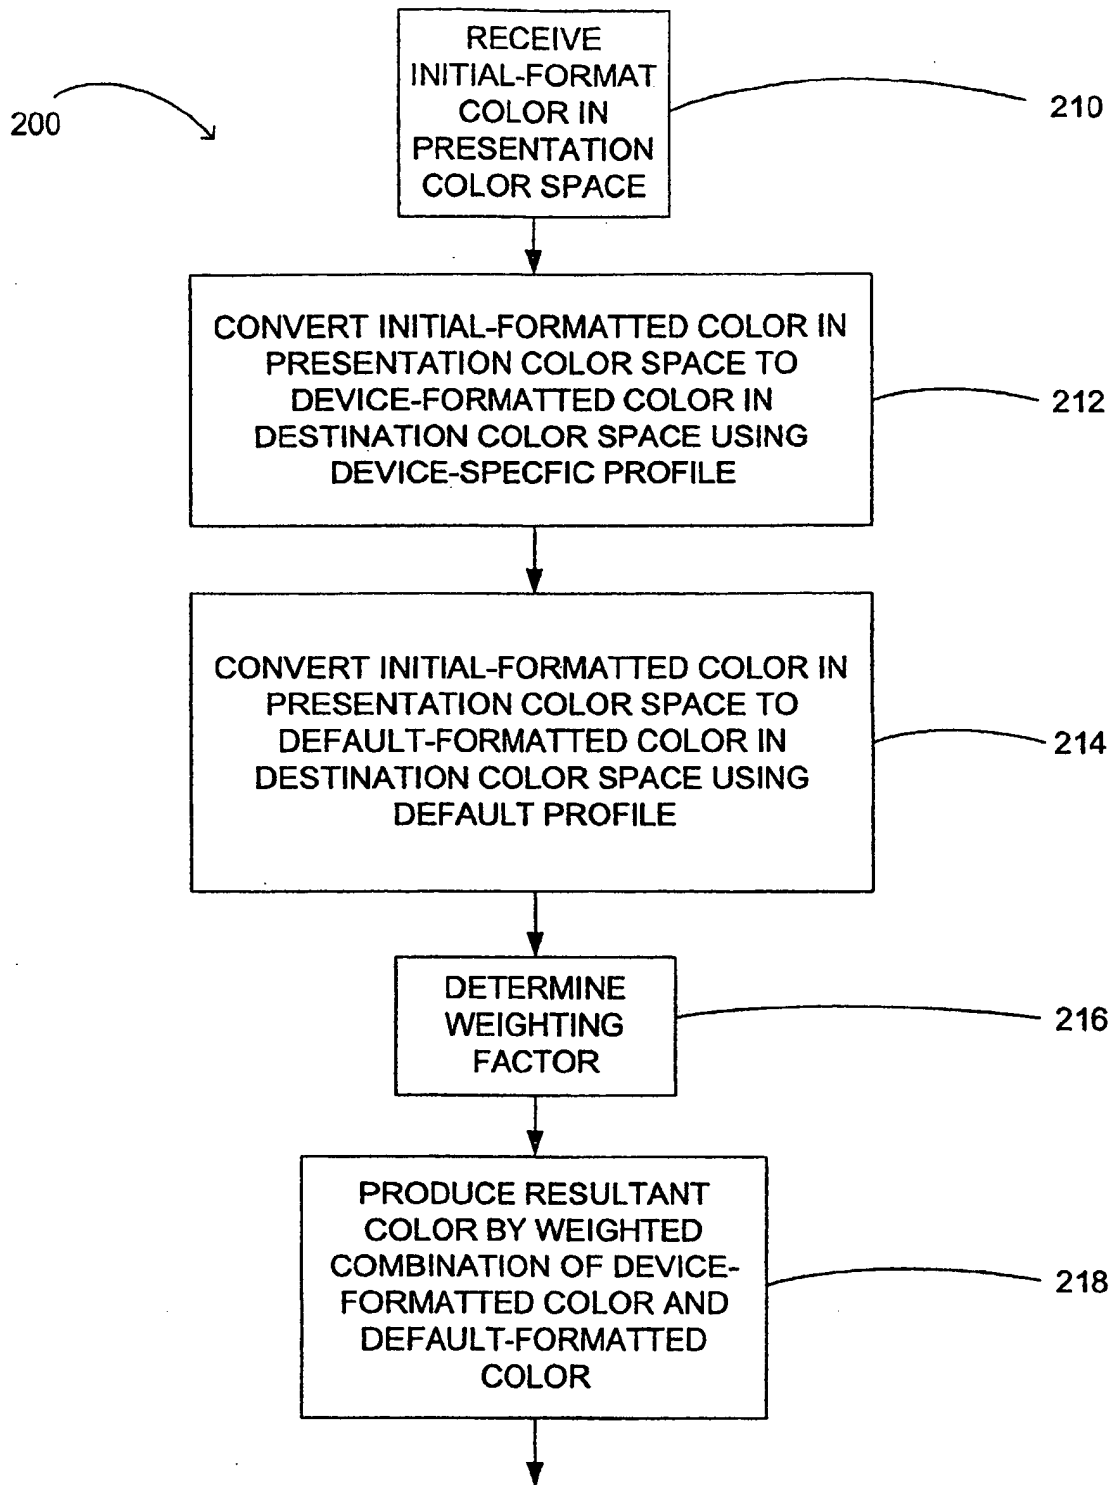 RECEIVE
INITIAL-FORMAT
COLOR IN
PRESENTATION
COLOR SPACE
200
210
CONVERT INITIAL-FORMATTED COLOR IN
PRESENTATION COLOR SPACE TO
DEVICE-FORMATTED COLOR IN
DESTINATION COLOR SPACE USING
DEVICE-SPECFIC PROFILE
212
CONVERT INITIAL-FORMATTED COLOR IN
PRESENTATION COLOR SPACE TO
DEFAULT-FORMATTED COLOR IN
DESTINATION COLOR SPACE USING
DEFAULT PROFILE
214
DETERMINE
WEIGHTING
FACTOR
216
PRODUCE RESULTANT
COLOR BY WEIGHTED
COMBINATION OF DEVICE-
FORMATTED COLOR AND
DEFAULT-FORMATTED
COLOR
218